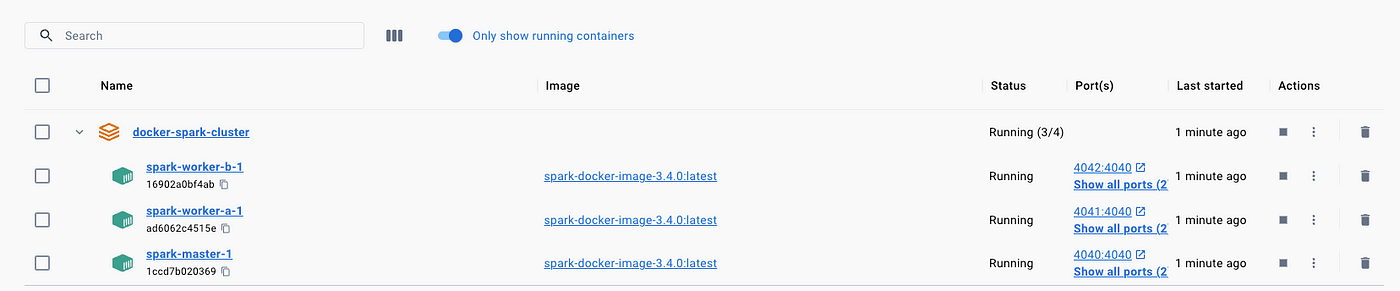 Search
Only show running containers
Name Image Status Port(s) Last started Actions
docker-spark-cluster Running (3/4) 1 minute ago
spark-worker-b-1
16902a0bf4ab
spark-docker-image-3.4.0:latest Running
4042:4040
Show all ports (2
1 minute ago
spark-worker-a-1
ad6062c4515e
spark-docker-image-3.4.0:latest Running
4041:4040
Show all ports (2
1 minute ago
spark-master-1
1ccd7b020369
spark-docker-image-3.4.0:latest Running
4040:4040
Show all ports (2
1 minute ago